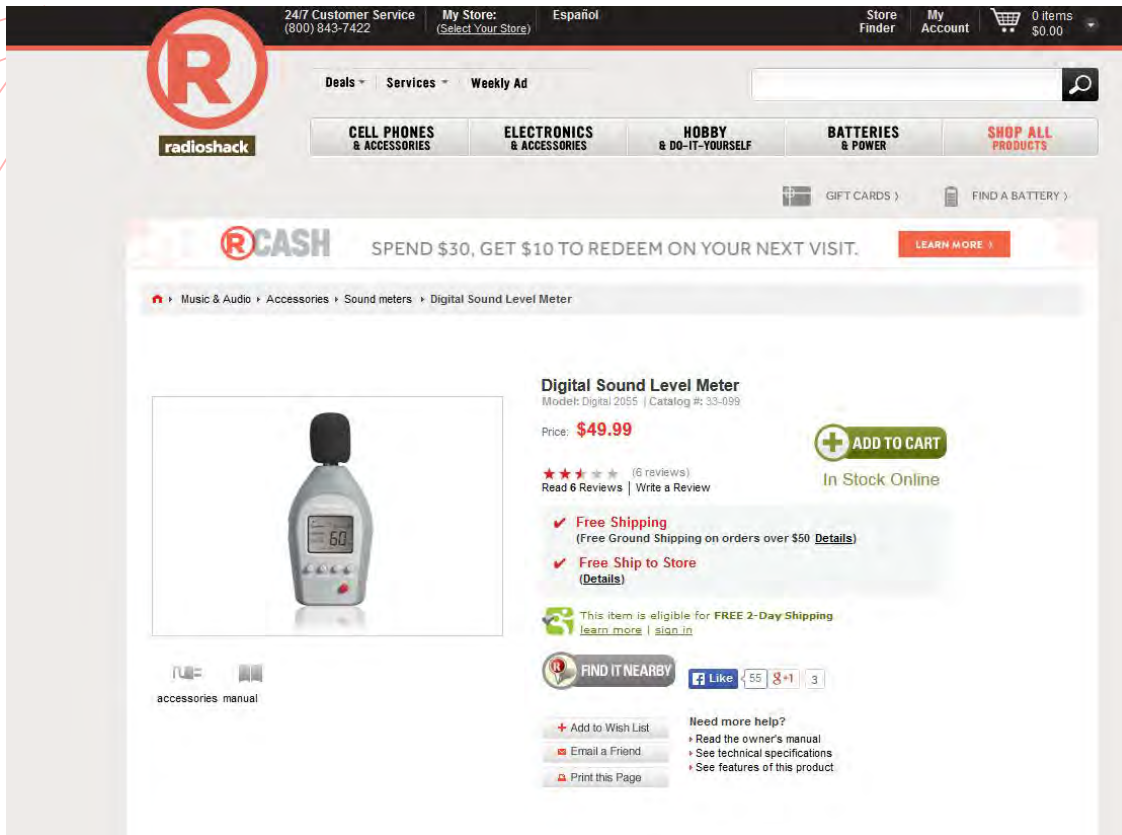 24/7 Customer Service
(800) 843-7422
My Store:
(Select Your Store)
Español
Store Finder
My Account
0 items
$0.00
R
radioshack
Deals
Services
Weekly Ad
CELL PHONES
& ACCESSORIES
ELECTRONICS
& ACCESSORIES
HOBBY
& DO-IT-YOURSELF
BATTERIES
& POWER
SHOP ALL
PRODUCTS
GIFT CARDS
FIND A BATTERY
RCASH SPEND $30, GET $10 TO REDEEM ON YOUR NEXT VISIT. LEARN MORE
Music & Audio Accessories Sound meters Digital Sound Level Meter
60
accessories manual
Digital Sound Level Meter
Model: Digital 2055 | Catalog #: 33-099
Price: $49.99
(6 reviews)
Read 6 Reviews | Write a Review
ADD TO CART
In Stock Online
Free Shipping
(Free Ground Shipping on orders over $50 Details)
Free Ship to Store
(Details)
This item is eligible for FREE 2-Day Shipping
learn more | sign in
R
FIND IT NEARBY
f Like 55 8+1 3
Add to Wish List
Email a Friend
Print this Page
Need more help?
Read the owner's manual
See technical specifications
See features of this product